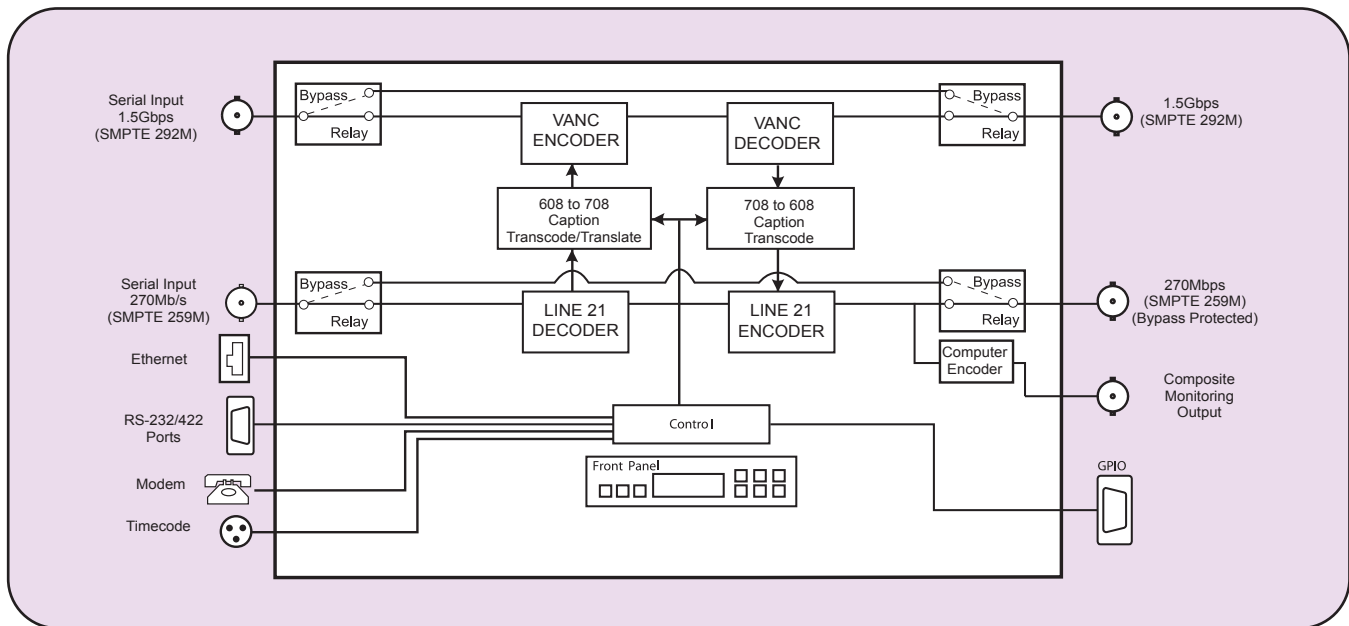 Serial Input
1.5Gbps
(SMPTE 292M)
Bypass
Relay
VANC
ENCODER
VANC
DECODER
Bypass
Relay
1.5Gbps
(SMPTE 292M)
608 to 708
Caption
Transcode/Translate
708 to 608
Caption
Transcode
Serial Input
270Mb/s
(SMPTE 259M)
Bypass
Relay
LINE 21
DECODER
LINE 21
ENCODER
Bypass
Relay
270Mbps
(SMPTE 259M)
(Bypass Protected)
Ethernet
Computer
Encoder
Composite
Monitoring
Output
RS-232/422
Ports
Control
Front Panel
GPIO
Modem
Timecode